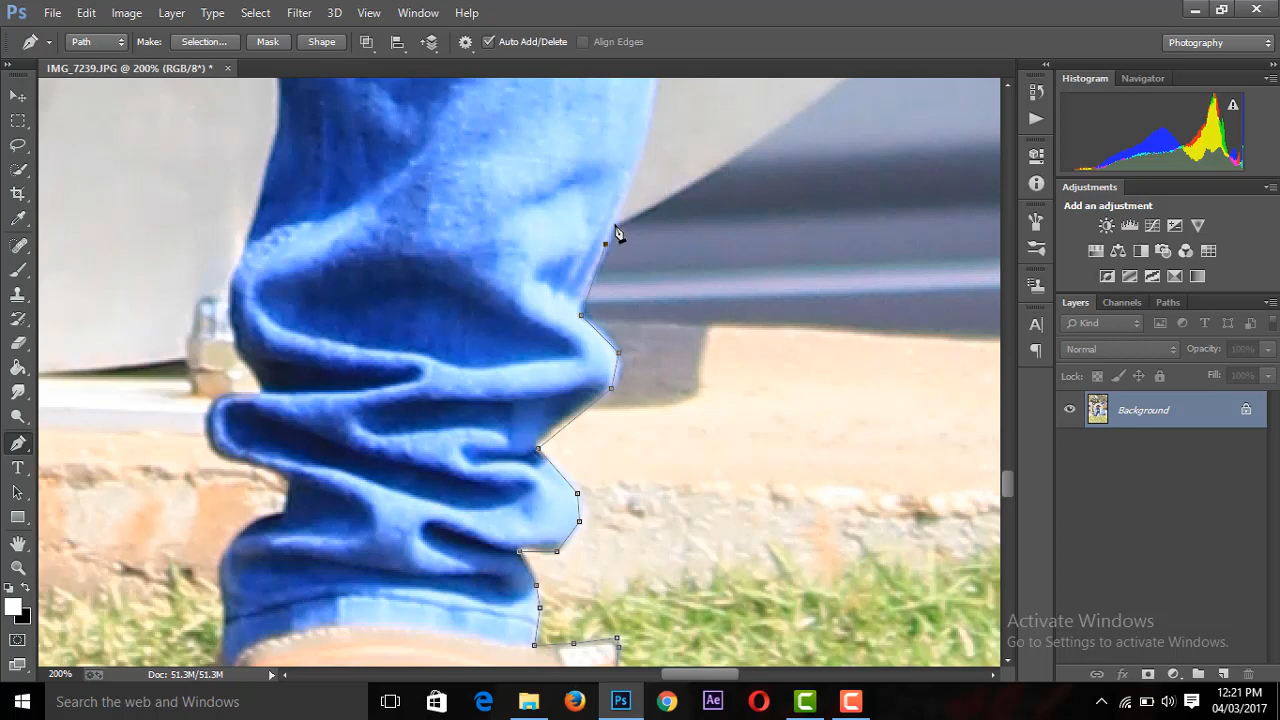 Ps File Edit Image Layer Type Select Filter 3D View Window Help
Path Make: Selection... Mask Shape Auto Add/Delete Align Edges Photography
IMG_7239.JPG @ 200% (RGB/8*) * ×
Histogram Navigator
Adjustments
Add an adjustment
Layers Channels Paths
Kind
Normal Opacity: 100%
Lock: Fill: 100%
Background
Activate Windows
Go to Settings to activate Windows.
200% Doc: 51.3M/51.3M
Search the web and Windows
Ps Ae C C
12:21 PM
04/03/2017